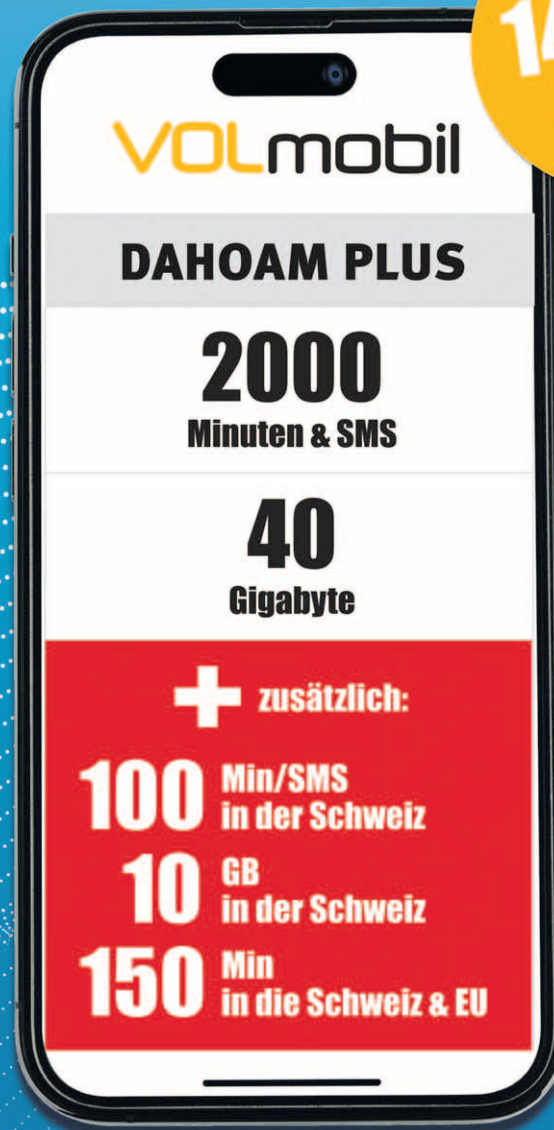 VOLmobil
DAHOAM PLUS
2000
Minuten & SMS
40
Gigabyte
+ zusätzlich:
100 Min/SMS
in der Schweiz
10 GB
in der Schweiz
150 Min
in die Schweiz & EU